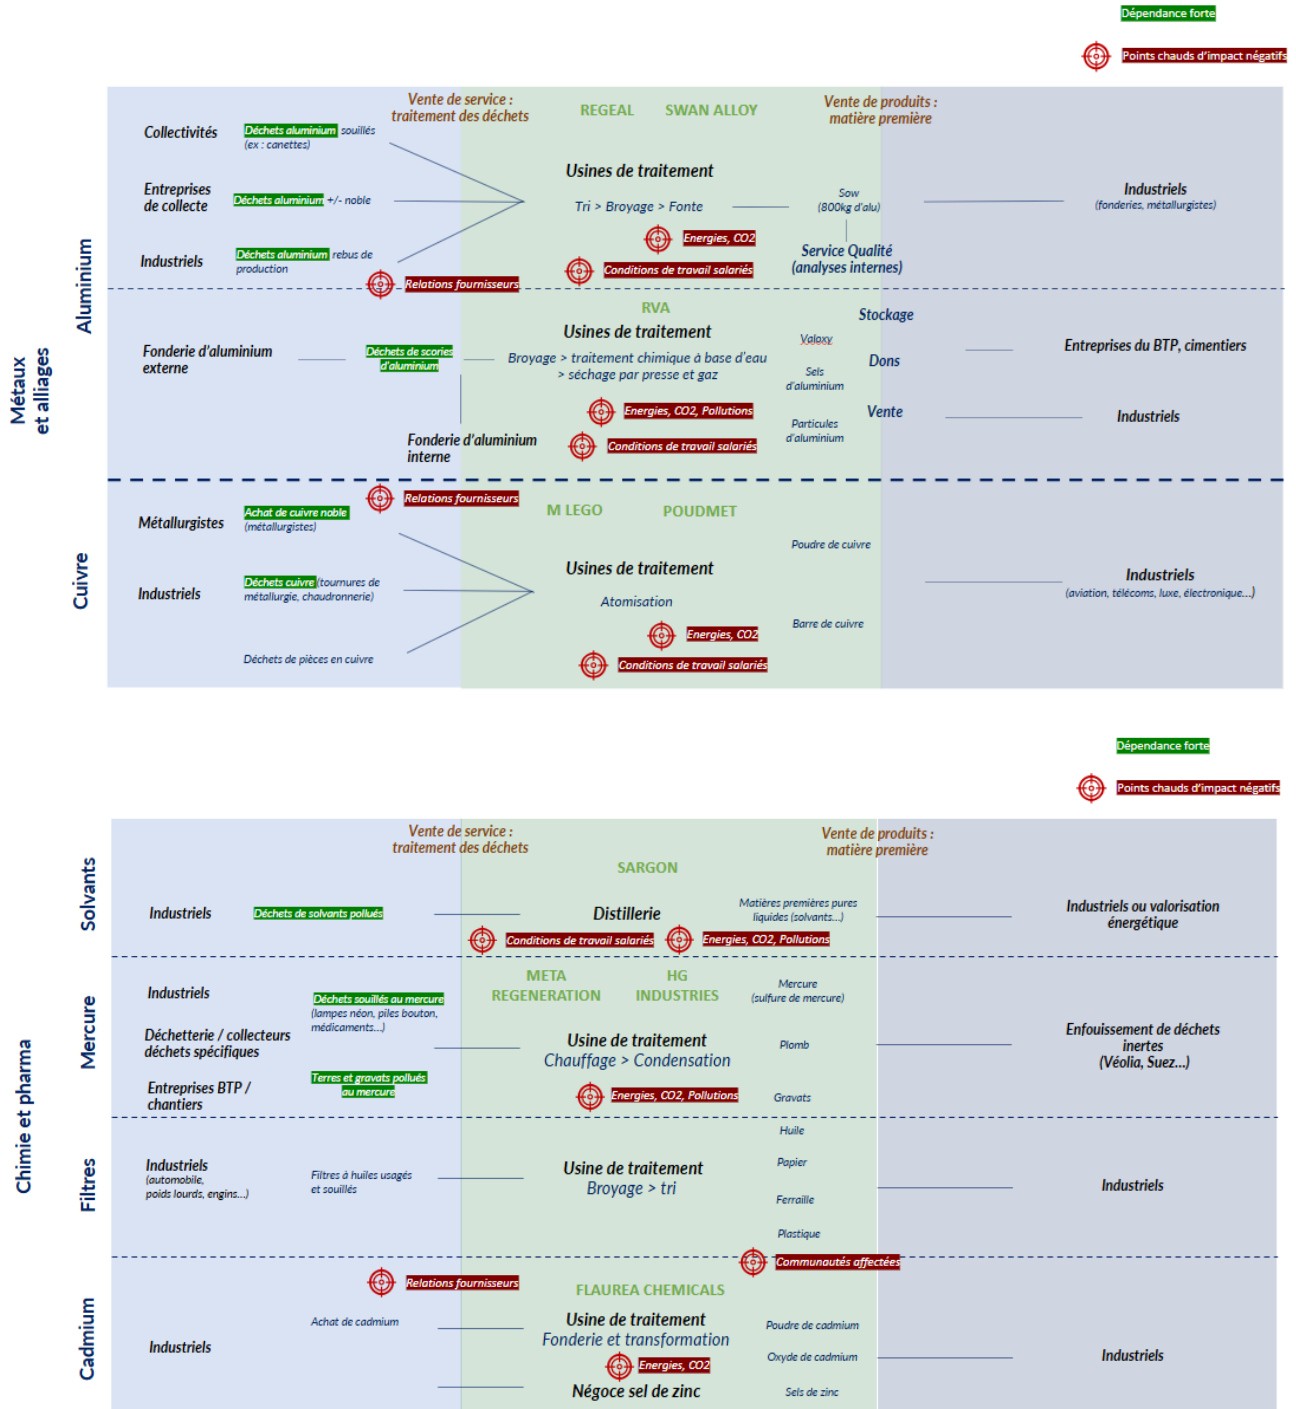 Dépendance forte
Points chauds d'impact négatifs
Métaux
et alliages
Aluminium
Vente de service :
traitement des déchets
REGEAL SWAN ALLOY
Vente de produits :
matière première
Collectivités
Déchets aluminium souillés
(ex : canettes)
Entreprises
de collecte
Déchets aluminium +/- noble
Industriels
Déchets aluminium rebus de
production
Usines de traitement
Tri > Broyage > Fonte
Energies, CO2
Conditions de travail salariés
Relations fournisseurs
Sow
(800kg d'alu)
Service Qualité
(analyses internes)
Industriels
(fonderies, métallurgistes)
RVA
Usines de traitement
Fonderie d'aluminium
externe
Déchets de scories
d'aluminium
Broyage > traitement chimique à base d'eau
> séchage par presse et gaz
Energies, CO2, Pollutions
Conditions de travail salariés
Fonderie d'aluminium
interne
Valoxy
Sels
d'aluminium
Particules
d'aluminium
Stockage
Dons
Vente
Entreprises du BTP, cimentiers
Industriels
Cuivre
Relations fournisseurs
M LEGO POUDMET
Métallurgistes
Achat de cuivre noble
(métallurgistes)
Industriels
Déchets cuivre (tournures de
métallurgie, chaudronnerie)
Déchets de pièces en cuivre
Usines de traitement
Atomisation
Energies, CO2
Conditions de travail salariés
Poudre de cuivre
Barre de cuivre
Industriels
(aviation, télécoms, luxe, électronique...)
Dépendance forte
Points chauds d'impact négatifs
Chimie et pharma
Solvants
Vente de service :
traitement des déchets
Vente de produits :
matière première
SARGON
Industriels
Déchets de solvants pollués
Distillerie
Conditions de travail salariés
Energies, CO2, Pollutions
Matières premières pures
liquides (solvants...)
Industriels ou valorisation
énergétique
Mercure
META
REGENERATION
HG
INDUSTRIES
Industriels
Déchets souillés au mercure
(lampes néon, piles bouton,
médicaments...)
Déchetterie / collecteurs
déchets spécifiques
Entreprises BTP /
chantiers
Terres et gravats pollués
au mercure
Usine de traitement
Chauffage > Condensation
Energies, CO2, Pollutions
Mercure
(sulfure de mercure)
Plomb
Gravats
Enfouissement de déchets
inertes
(Véolia, Suez...)
Filtres
Industriels
(automobile,
poids lourds, engins...)
Filtres à huiles usagés
et souillés
Usine de traitement
Broyage > tri
Huile
Papier
Ferraille
Plastique
Industriels
Communautés affectées
Cadmium
Relations fournisseurs
FLAUREA CHEMICALS
Industriels
Achat de cadmium
Usine de traitement
Fonderie et transformation
Energies, CO2
Négoce sel de zinc
Poudre de cadmium
Oxyde de cadmium
Sels de zinc
Industriels